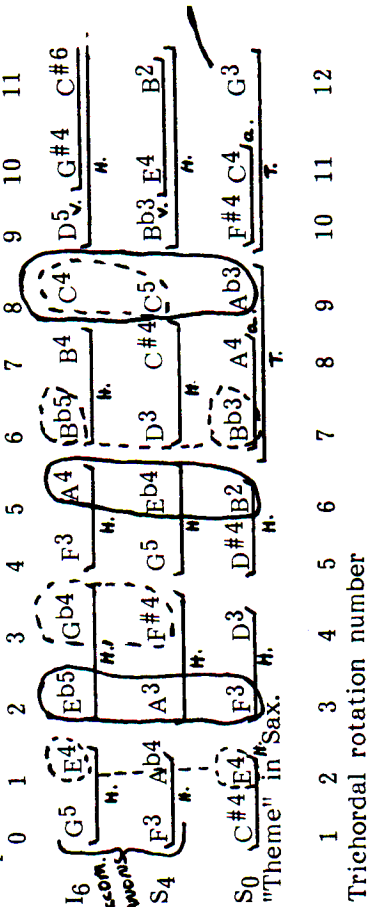 0 1 2 3 4 5 6 7 8 9 10 11
I6 G5 E4 Eb5 Gb4 F3 A4 Bb5 B4 C4 D5 G#4 C#6
H. H. H. H. v. H.
S4 F3 Ab4 A3 F#4 G5 Eb4 D3 C#4 C5 Bb3 E4 B2
H. H. H. H. v. H.
S0 C#4 E4 F3 D3 D#4 B2 Bb3 A4 Ab3 F#4 C4 G3
H. H. H. a. T. a. T.
"Theme" in Sax.
1 2 3 4 5 6 7 8 9 10 11 12
Trichordal rotation number